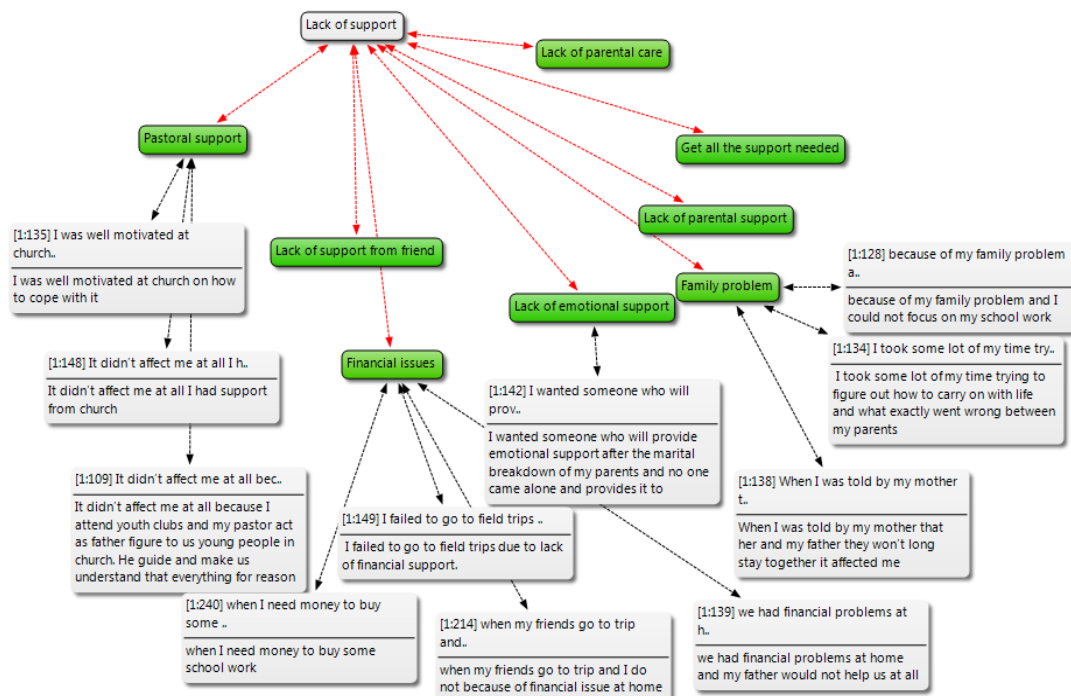 Lack of support
Lack of parental care
Pastoral support
Get all the support needed
Lack of parental support
Lack of support from friend
Family problem
Lack of emotional support
Financial issues
[1:135] I was well motivated at
church..
I was well motivated at church on how
to cope with it
[1:128] because of my family problem
a..
because of my family problem and I
could not focus on my school work
[1:134] I took some lot of my time try..
I took some lot of my time trying to
figure out how to carry on with life
and what exactly went wrong between
my parents
[1:148] It didn't affect me at all I h..
It didn't affect me at all I had support
from church
[1:142] I wanted someone who will
prov..
I wanted someone who will provide
emotional support after the marital
breakdown of my parents and no one
came alone and provides it to
[1:109] It didn't affect me at all bec..
It didn't affect me at all because I
attend youth clubs and my pastor act
as father figure to us young people in
church. He guide and make us
understand that everything for reason
[1:138] When I was told by my mother
t..
When I was told by my mother that
her and my father they won't long
stay together it affected me
[1:149] I failed to go to field trips ..
I failed to go to field trips due to lack
of financial support.
[1:240] when I need money to buy
some ..
when I need money to buy some
school work
[1:214] when my friends go to trip
and..
when my friends go to trip and I do
not because of financial issue at home
[1:139] we had financial problems at
h..
we had financial problems at home
and my father would not help us at all